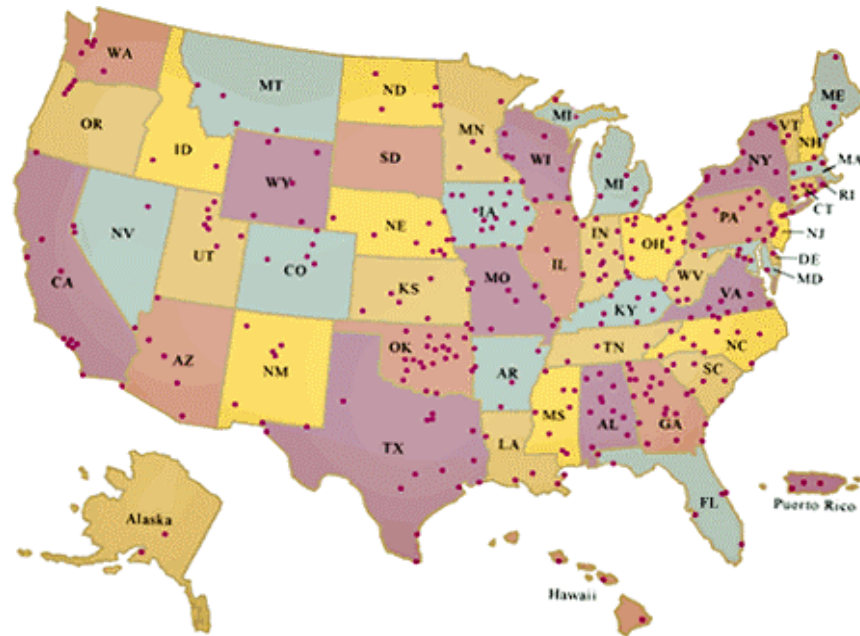 WA
MT
ND
MN
MI
ME
VT
NH
OR
ID
SD
WI
NY
MA
WY
MI
RI
IA
CT
NV
NE
PA
NJ
UT
IN
OH
CO
IL
DE
CA
KS
MO
WV
MD
VA
KY
AZ
OK
TN
NC
NM
AR
SC
MS
AL
GA
TX
LA
FL
Puerto Rico
Alaska
Hawaii